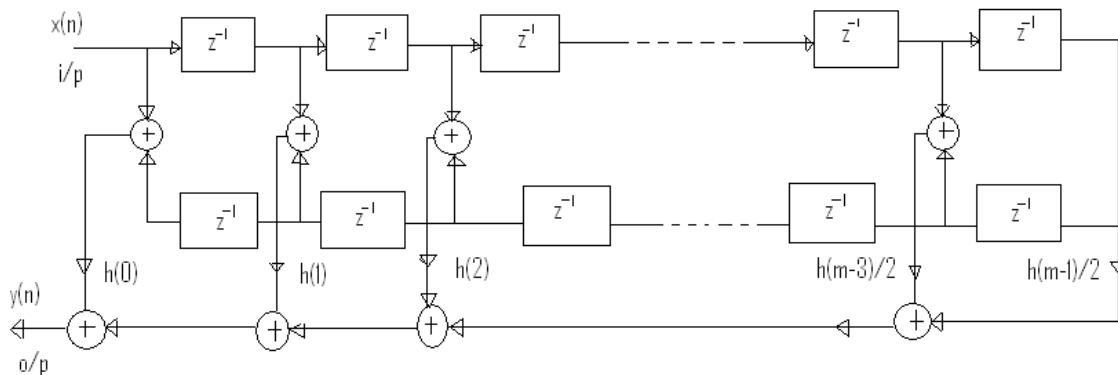 x(n)
i/p
z⁻¹ z⁻¹ z⁻¹ z⁻¹ z⁻¹
+ + + +
z⁻¹ z⁻¹ z⁻¹ z⁻¹ z⁻¹
h(0) h(1) h(2) h(m-3)/2 h(m-1)/2
y(n)
+ + + +
o/p